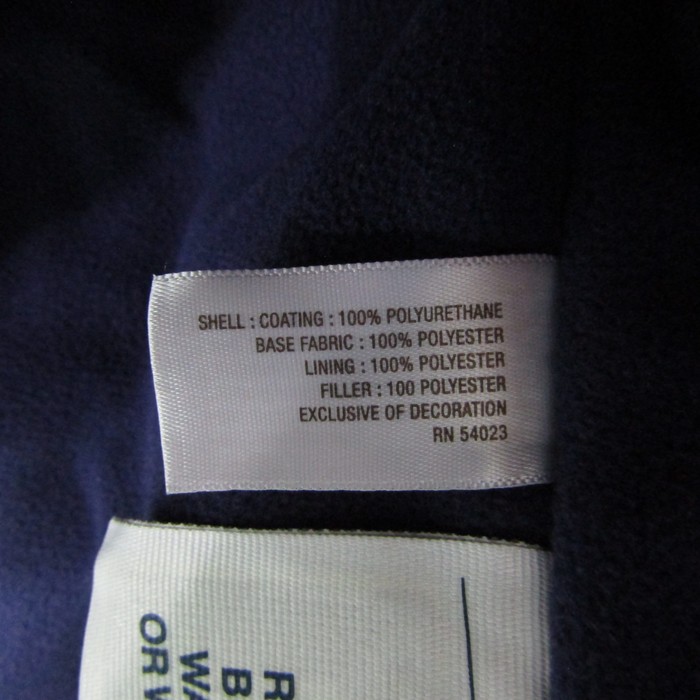 SHELL : COATING : 100% POLYURETHANE
BASE FABRIC : 100% POLYESTER
LINING : 100% POLYESTER
FILLER : 100 POLYESTER
EXCLUSIVE OF DECORATION
RN 54023